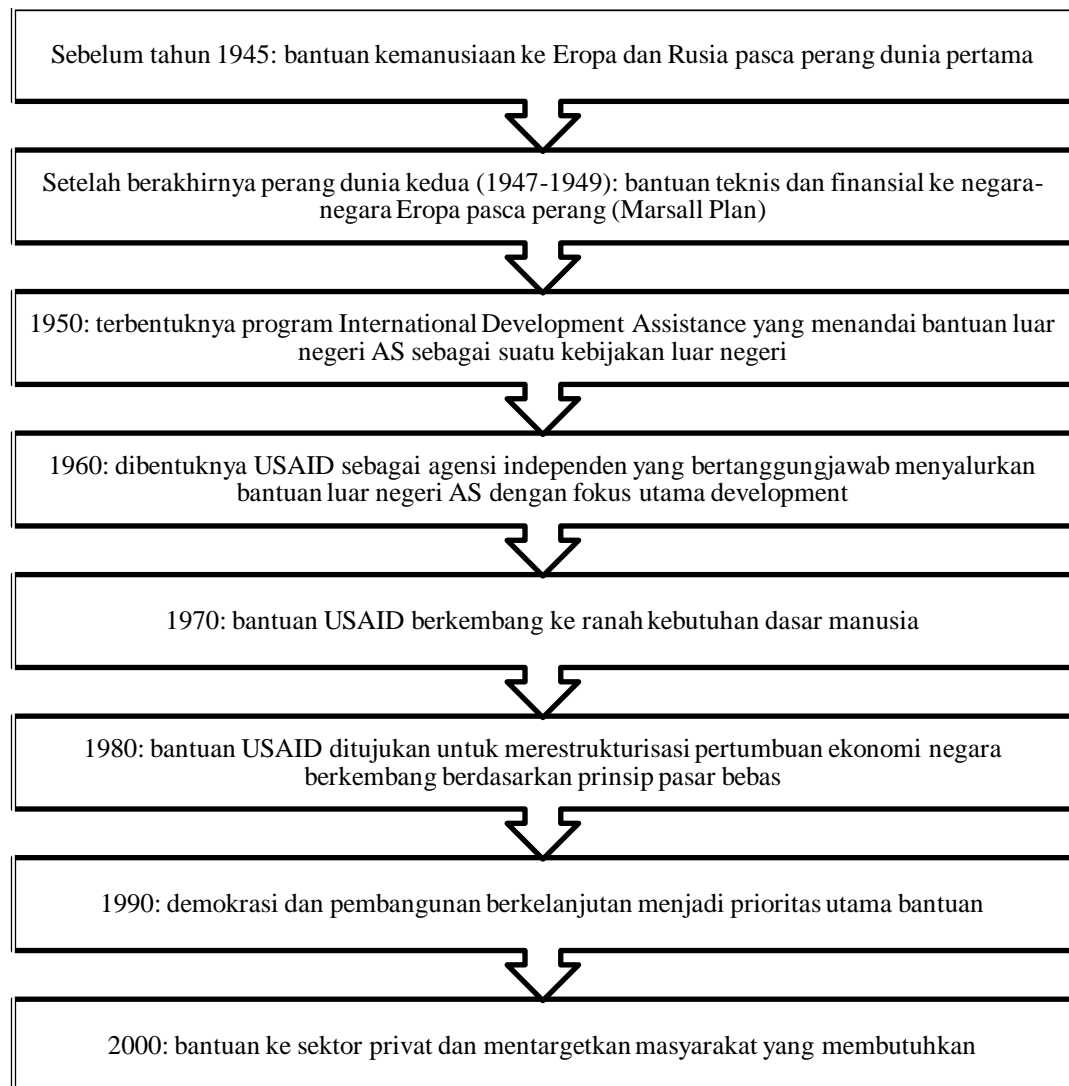 Sebelum tahun 1945: bantuan kemanusiaan ke Eropa dan Rusia pasca perang dunia pertama
Setelah berakhirnya perang dunia kedua (1947-1949): bantuan teknis dan finansial ke negara-
negara Eropa pasca perang (Marsall Plan)
1950: terbentuknya program International Development Assistance yang menandai bantuan luar
negeri AS sebagai suatu kebijakan luar negeri
1960: dibentuknya USAID sebagai agensi independen yang bertanggungjawab menyalurkan
bantuan luar negeri AS dengan fokus utama development
1970: bantuan USAID berkembang ke ranah kebutuhan dasar manusia
1980: bantuan USAID ditujukan untuk merestrukturisasi pertumbuan ekonomi negara
berkembang berdasarkan prinsip pasar bebas
1990: demokrasi dan pembangunan berkelanjutan menjadi prioritas utama bantuan
2000: bantuan ke sektor privat dan mentargetkan masyarakat yang membutuhkan